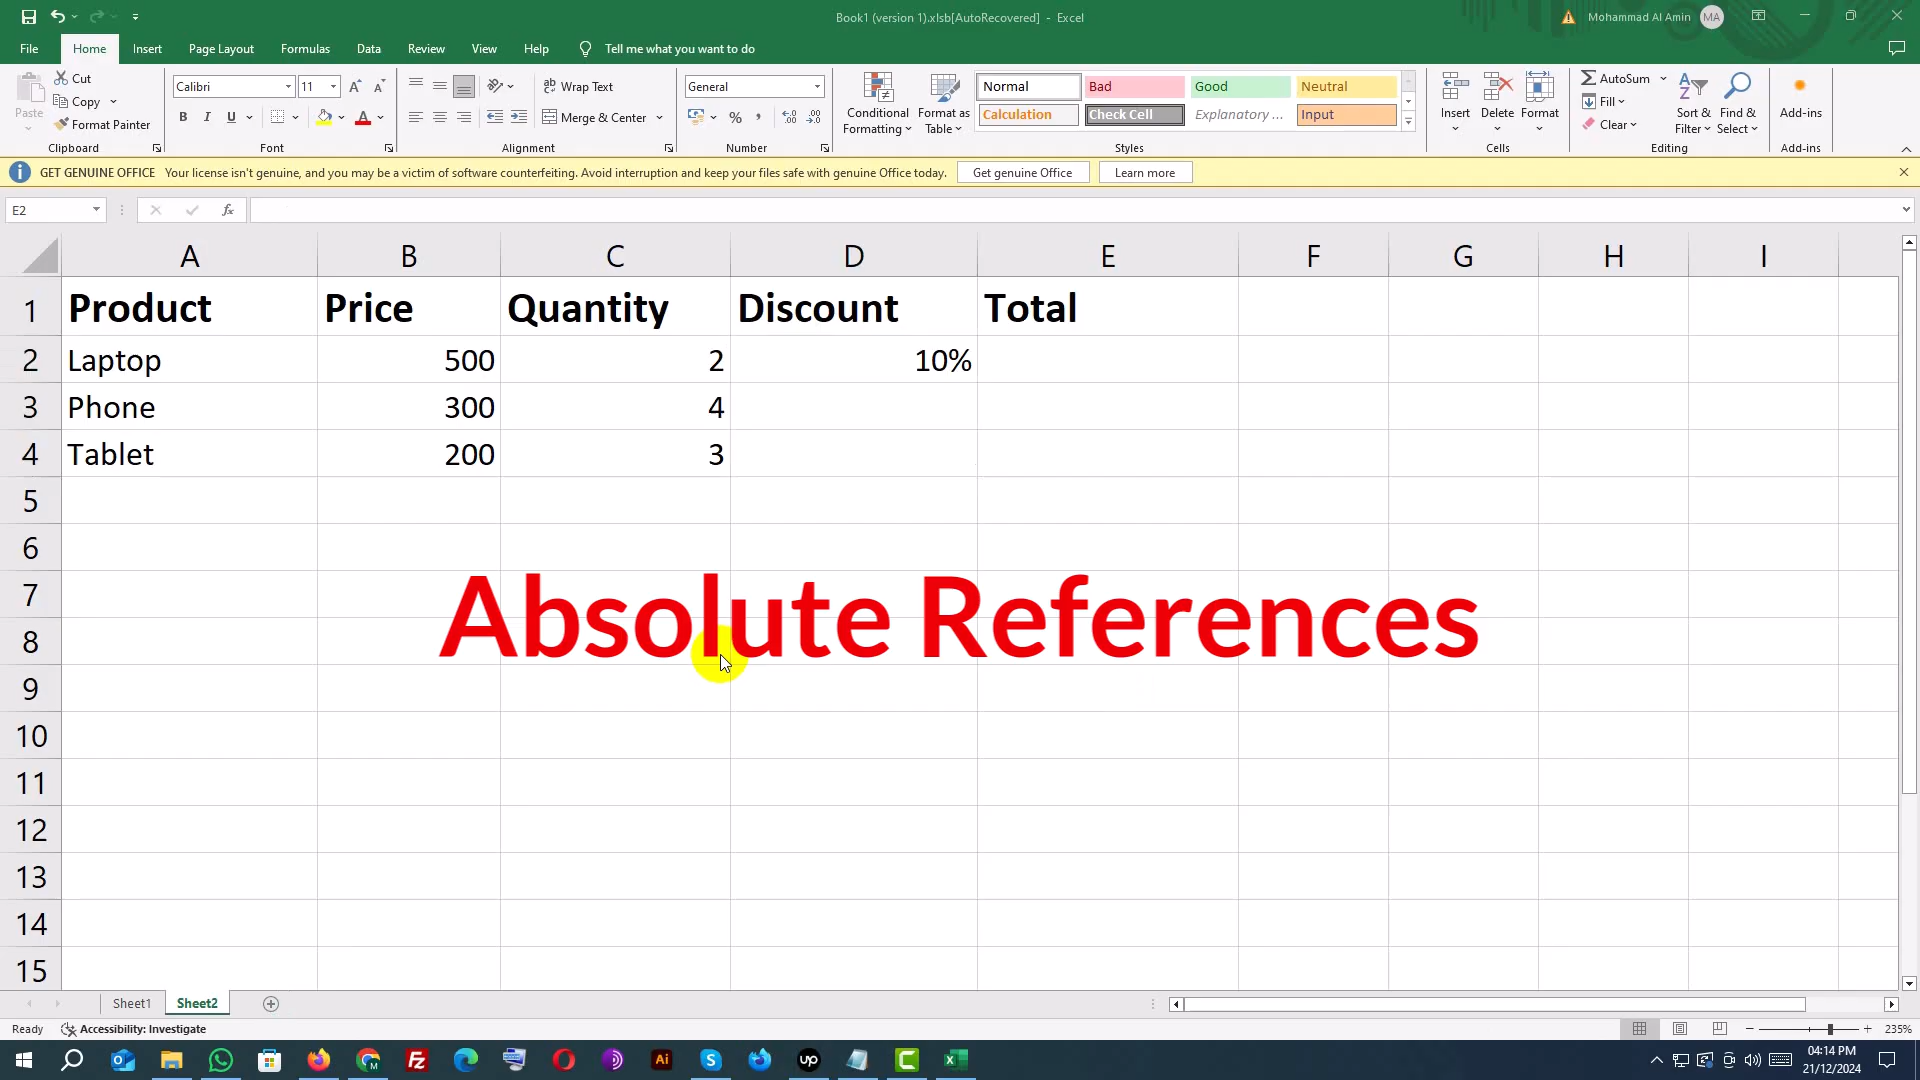 Book1 (version 1).xlsb[AutoRecovered] - Excel
Mohammad Al Amin MA
File Home Insert Page Layout Formulas Data Review View Help Tell me what you want to do
Paste
Cut
Copy
Format Painter
Clipboard
Calibri 11
B I U
Font
Wrap Text
Merge & Center
Alignment
General
Number
Conditional Formatting
Format as Table
Normal Bad Good Neutral
Calculation Check Cell Explanatory ... Input
Styles
Insert Delete Format
Cells
AutoSum
Fill
Clear
Sort & Filter
Find & Select
Editing
Add-ins
Add-ins
GET GENUINE OFFICE Your license isn't genuine, and you may be a victim of software counterfeiting. Avoid interruption and keep your files safe with genuine Office today. Get genuine Office Learn more
E2 fx
A B C D E F G H I
1 Product Price Quantity Discount Total
2 Laptop 500 2 10%
3 Phone 300 4
4 Tablet 200 3
5
6
7
Absolute References
8
9
10
11
12
13
14
15
Sheet1 Sheet2
Ready Accessibility: Investigate 235%
04:14 PM
21/12/2024